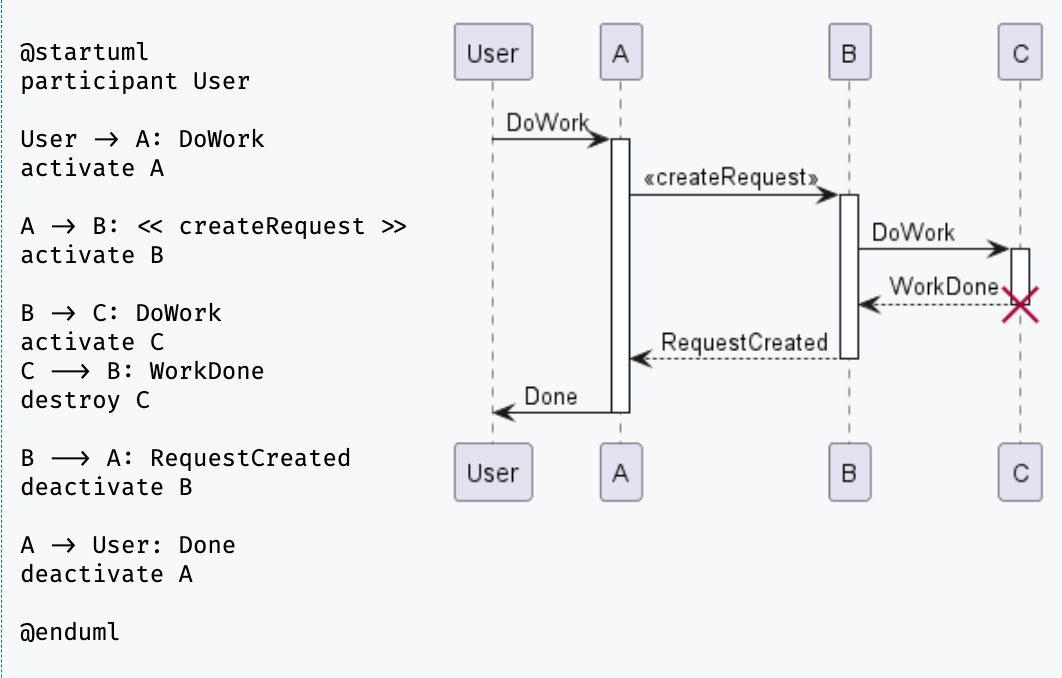 @startuml
participant User
User -> A: DoWork
activate A
A -> B: << createRequest >>
activate B
B -> C: DoWork
activate C
C --> B: WorkDone
destroy C
B --> A: RequestCreated
deactivate B
A -> User: Done
deactivate A
@enduml
User A B C
DoWork
«createRequest»
DoWork
WorkDone
RequestCreated
Done
User A B C